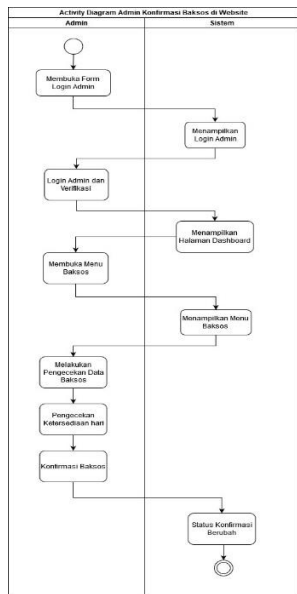 Activity Diagram Admin Konfirmasi Baksos di Website
Admin
Sistem
Membuka Form
Login Admin
Menampilkan
Login Admin
Login Admin dan
Verifikasi
Menampilkan
Halaman Dashboard
Membuka Menu
Baksos
Menampilkan Menu
Baksos
Melakukan
Pengecekan Data
Baksos
Pengecekan
Ketersediaan hari
Konfirmasi Baksos
Status Konfirmasi
Berubah